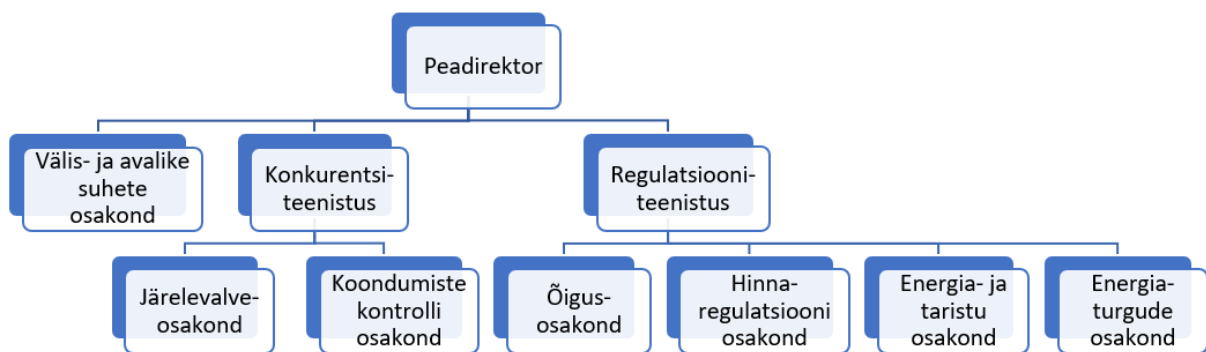 Peadirektor
Välis- ja avalike
suhete
osakond
Konkurentsi-
teenistus
Regulatsiooni-
teenistus
Järelevalve-
osakond
Koondumiste
kontrolli
osakond
Õigus-
osakond
Hinna-
regulatsiooni
osakond
Energia- ja
taristu
osakond
Energia-
turgude
osakond